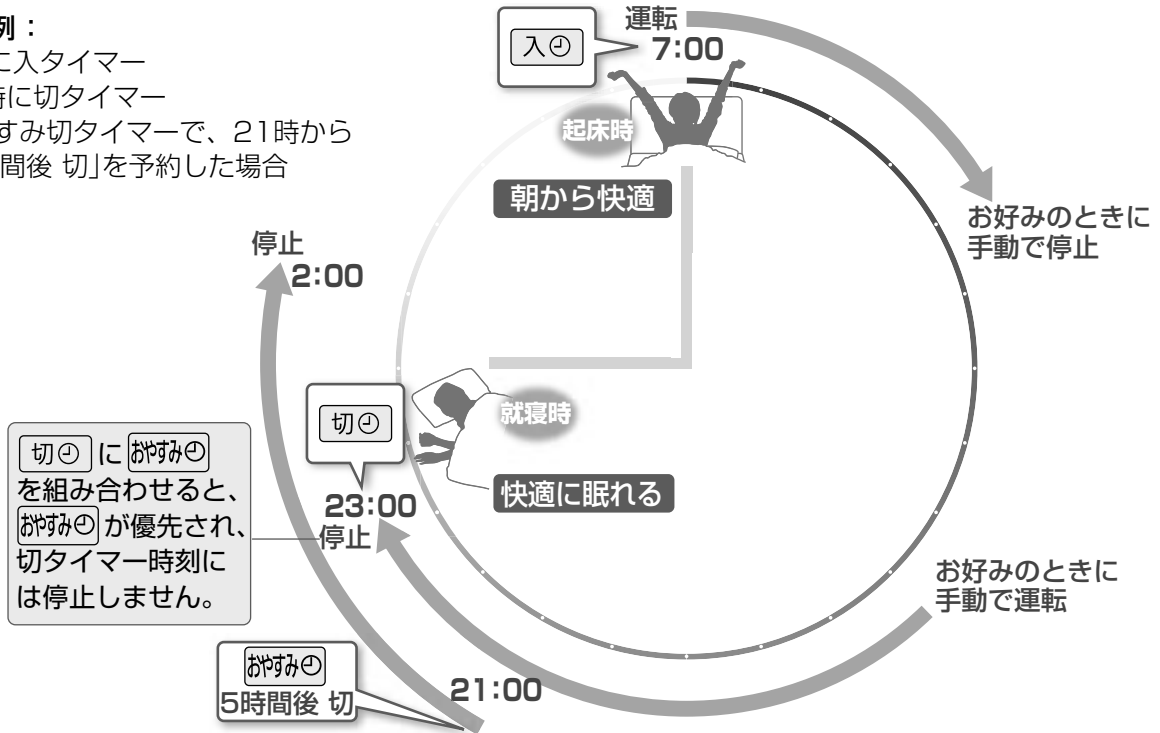 例：
に入タイマー
時に切タイマー
すみ切タイマーで、21時から
間後 切」を予約した場合
入
運転
7:00
起床時
朝から快適
お好みのときに
手動で停止
停止
2:00
就寝時
快適に眠れる
切
23:00
停止
切 に おやすみ
を組み合わせると、
おやすみ が優先され、
切タイマー時刻に
は停止しません。
お好みのときに
手動で運転
おやすみ
5時間後 切
21:00